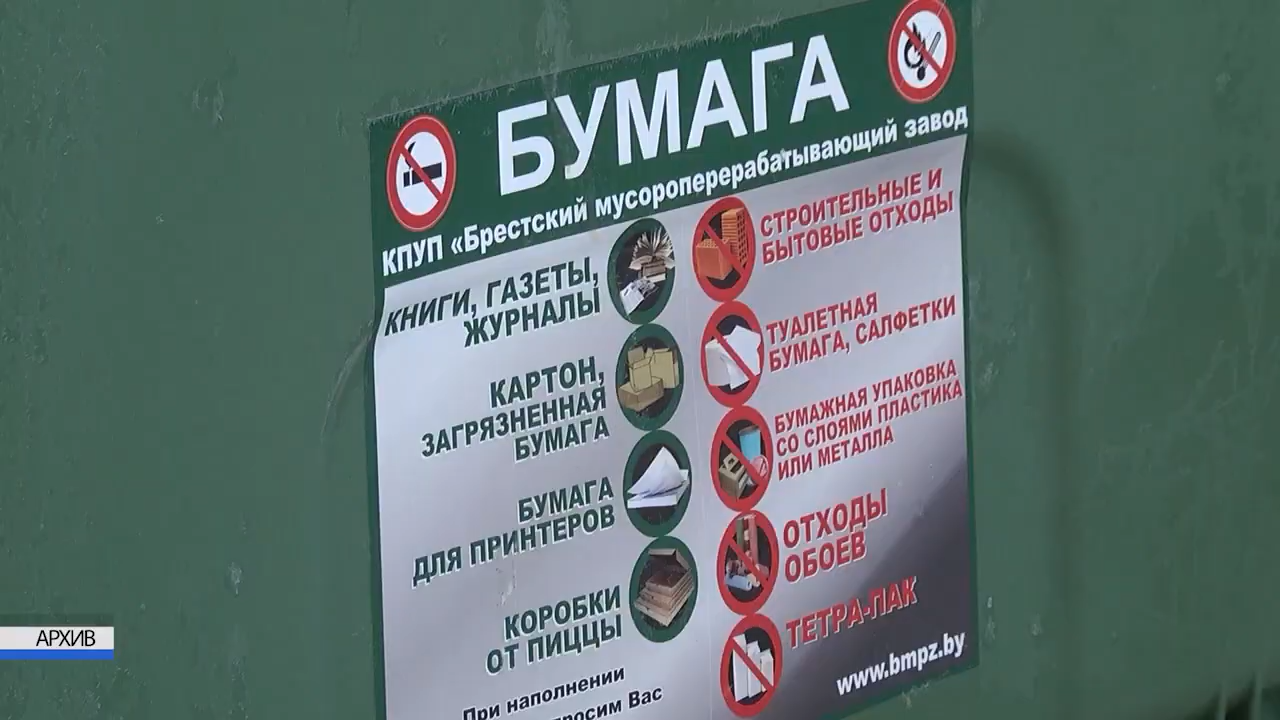 БУМАГА
КПУП «Брестский мусороперерабатывающий завод
КНИГИ, ГАЗЕТЫ,
ЖУРНАЛЫ
КАРТОН,
ЗАГРЯЗНЕННАЯ
БУМАГА
БУМАГА
ДЛЯ ПРИНТЕРОВ
КОРОБКИ
ОТ ПИЦЦЫ
При наполнении
просим Вас
СТРОИТЕЛЬНЫЕ И
БЫТОВЫЕ ОТХОДЫ
ТУАЛЕТНАЯ
БУМАГА, САЛФЕТКИ
БУМАЖНАЯ УПАКОВКА
СО СЛОЯМИ ПЛАСТИКА
ИЛИ МЕТАЛЛА
ОТХОДЫ
ОБОЕВ
ТЕТРА-ПАК
www.bmpz.by
АРХИВ